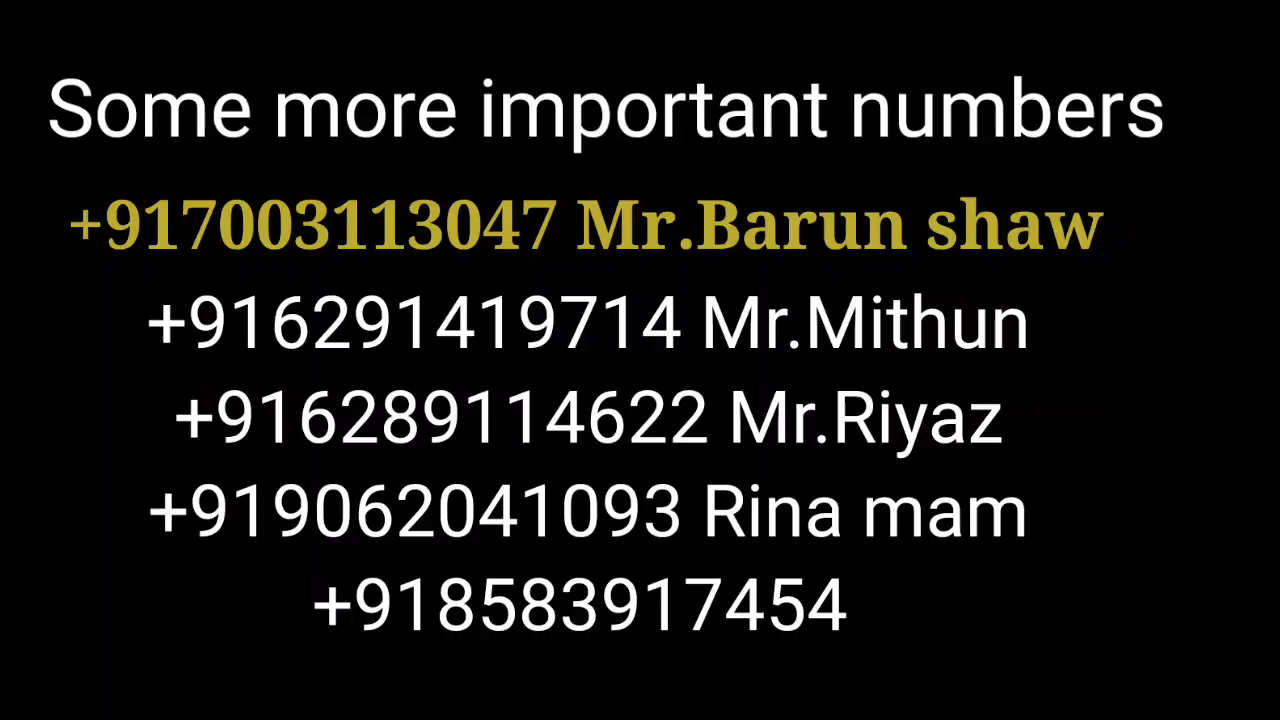 Some more important numbers
+917003113047 Mr.Barun shaw
+916291419714 Mr.Mithun
+916289114622 Mr.Riyaz
+919062041093 Rina mam
+918583917454